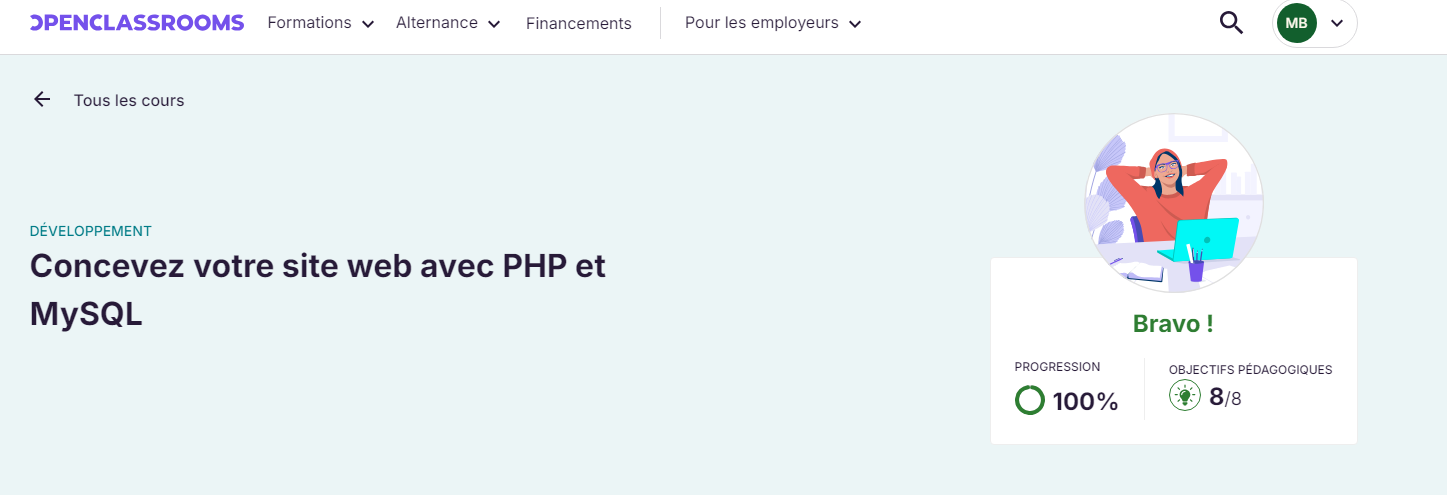 OPENCLASSROOMS Formations Alternance Financements Pour les employeurs MB
Tous les cours
DÉVELOPPEMENT
Concevez votre site web avec PHP et
MySQL
Bravo !
PROGRESSION
100%
OBJECTIFS PÉDAGOGIQUES
8/8